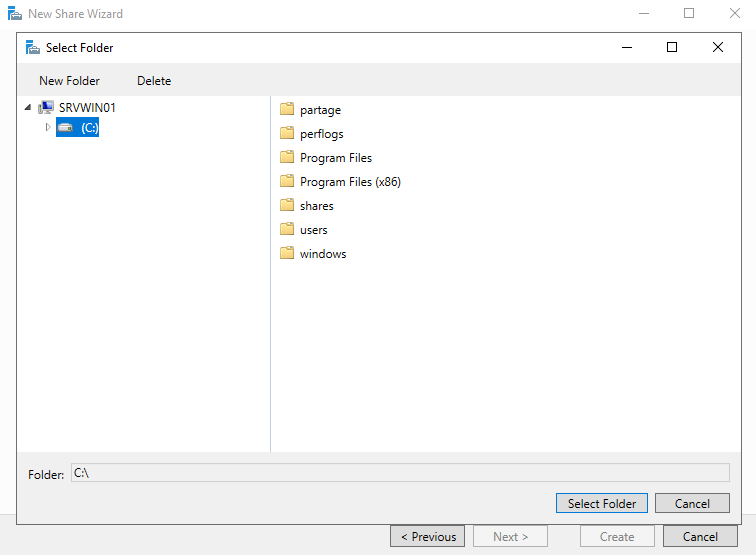 New Share Wizard
Select Folder
New Folder Delete
SRVWIN01
(C:)
partage
perflogs
Program Files
Program Files (x86)
shares
users
windows
Folder: C:\
Select Folder Cancel
< Previous Next > Create Cancel